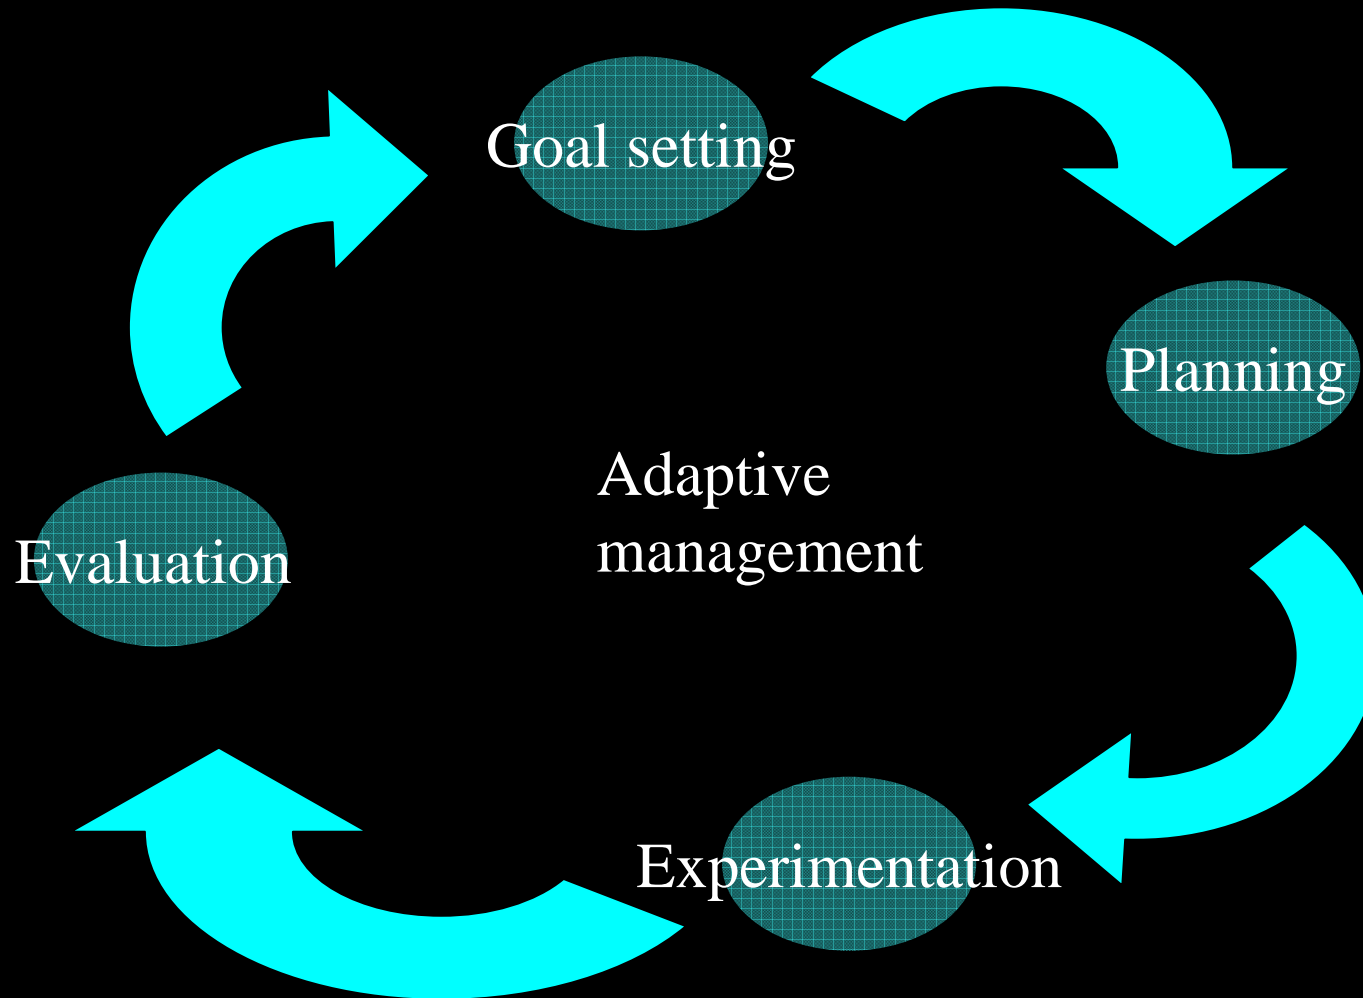 Goal setting
Planning
Adaptive
management
Evaluation
Experimentation